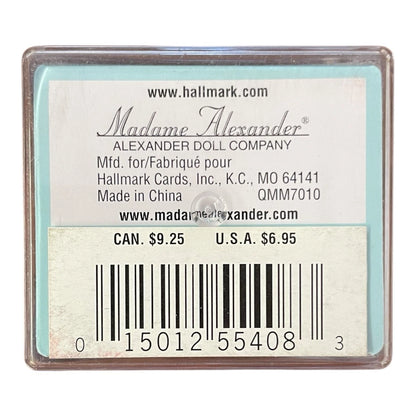 www.hallmark.com
Madame Alexander®
ALEXANDER DOLL COMPANY
Mfd. for/Fabriqué pour
Hallmark Cards, Inc., K.C., MO 64141
Made in China QMM7010
www.madamealexander.com
CAN. $9.25 U.S.A. $6.95
0 15012 55408 3